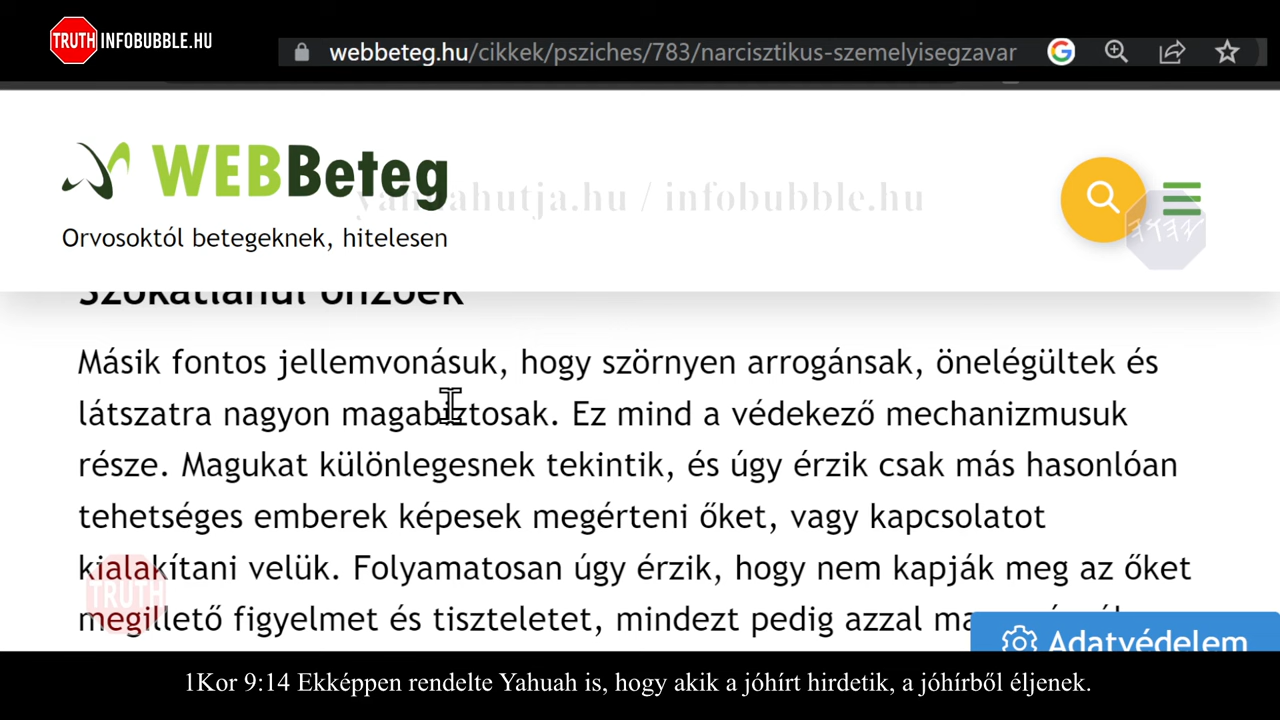 TRUTH INFOBUBBLE.HU
webbeteg.hu/cikkek/psziches/783/narcisztikus-szemelyisegzavar
WEBBeteg
yahuahutja.hu / infobubble.hu
Orvosoktól betegeknek, hitelesen
Szokatlanul önzőek
Másik fontos jellemvonásuk, hogy szörnyen arrogánsak, önelégültek és
látszatra nagyon magabiztosak. Ez mind a védekező mechanizmusuk
része. Magukat különlegesnek tekintik, és úgy érzik csak más hasonlóan
tehetséges emberek képesek megérteni őket, vagy kapcsolatot
kialakítani velük. Folyamatosan úgy érzik, hogy nem kapják meg az őket
TRUTH
megillető figyelmet és tiszteletet, mindezt pedig azzal
Adatvédelem
1Kor 9:14 Ekképpen rendelte Yahuah is, hogy akik a jóhírt hirdetik, a jóhírből éljenek.